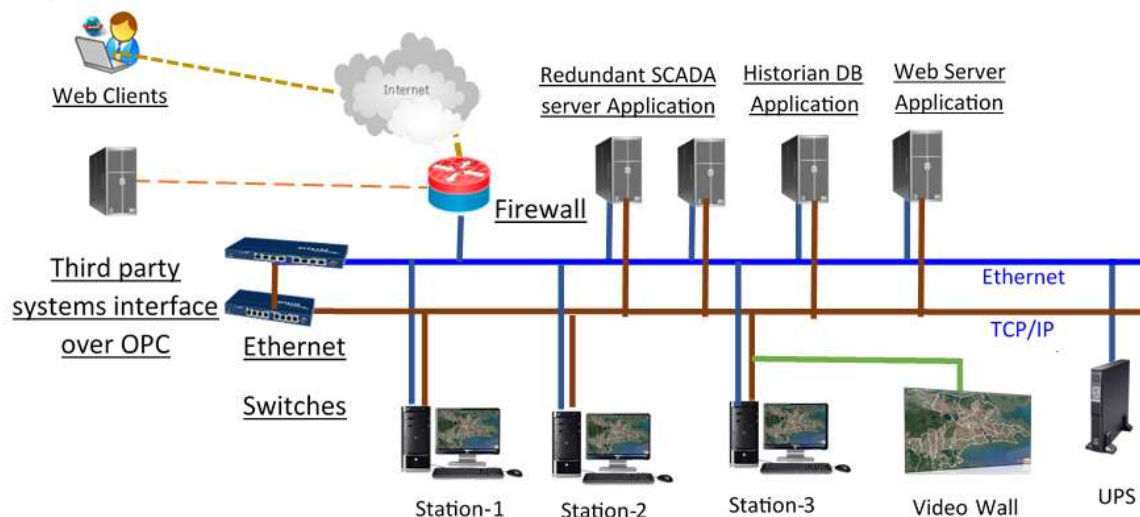 Web Clients
Internet
Redundant SCADA
server Application
Historian DB
Application
Web Server
Application
Firewall
Third party
systems interface
over OPC
Ethernet
Switches
Ethernet
TCP/IP
Station-1
Station-2
Station-3
Video Wall
UPS